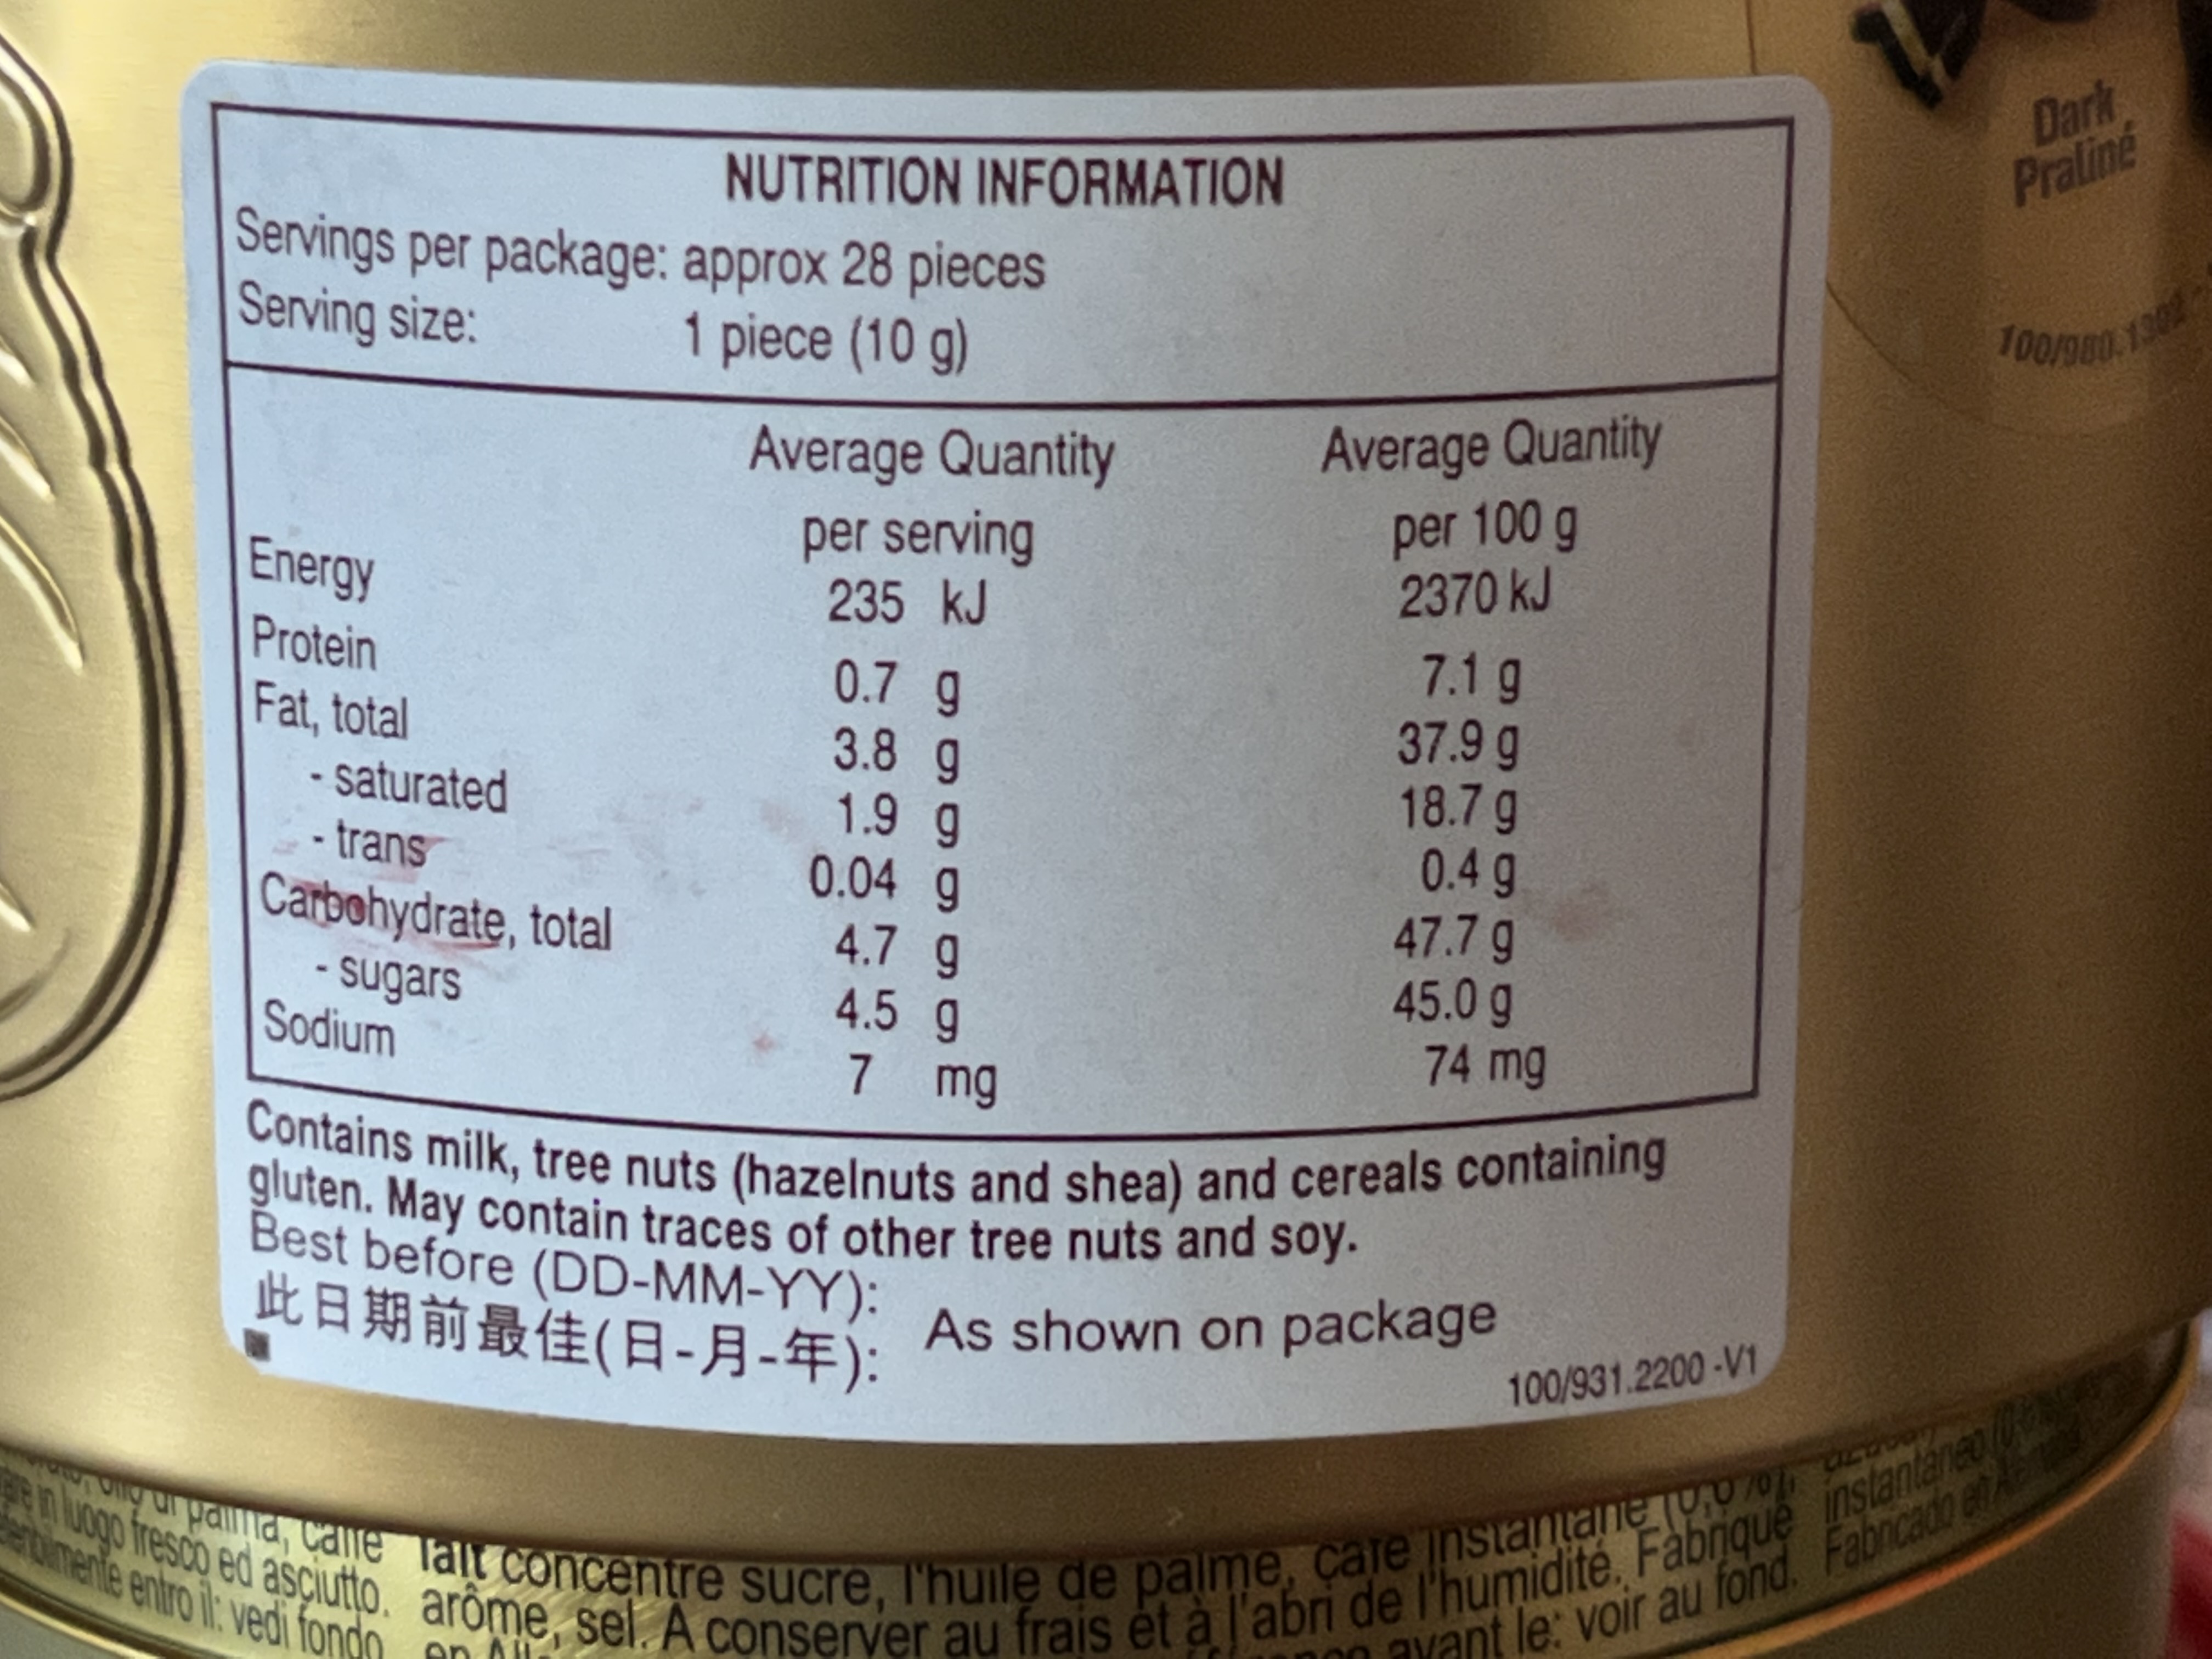 Dark
Praliné
NUTRITION INFORMATION
Servings per package: approx 28 pieces
Serving size: 1 piece (10 g)
Average Quantity Average Quantity
per serving per 100 g
Energy 235 kJ 2370 kJ
Protein 0.7 g 7.1 g
Fat, total 3.8 g 37.9 g
- saturated 1.9 g 18.7 g
- trans 0.04 g 0.4 g
Carbohydrate, total 4.7 g 47.7 g
- sugars 4.5 g 45.0 g
Sodium 7 mg 74 mg
Contains milk, tree nuts (hazelnuts and shea) and cereals containing
gluten. May contain traces of other tree nuts and soy.
Best before (DD-MM-YY):
此日期前最佳(日-月-年): As shown on package
100/931.2200 -V1
palma, caffè
in luogo fresco ed asciutto.
entro il: vedi fondo
lait concentré sucré, l'huile de palme, café instantané
arôme, sel. À conserver au frais et à l'abri de l'humidité. Fabriqué
avant le: voir au fond.
instantáneo
Fabricado en